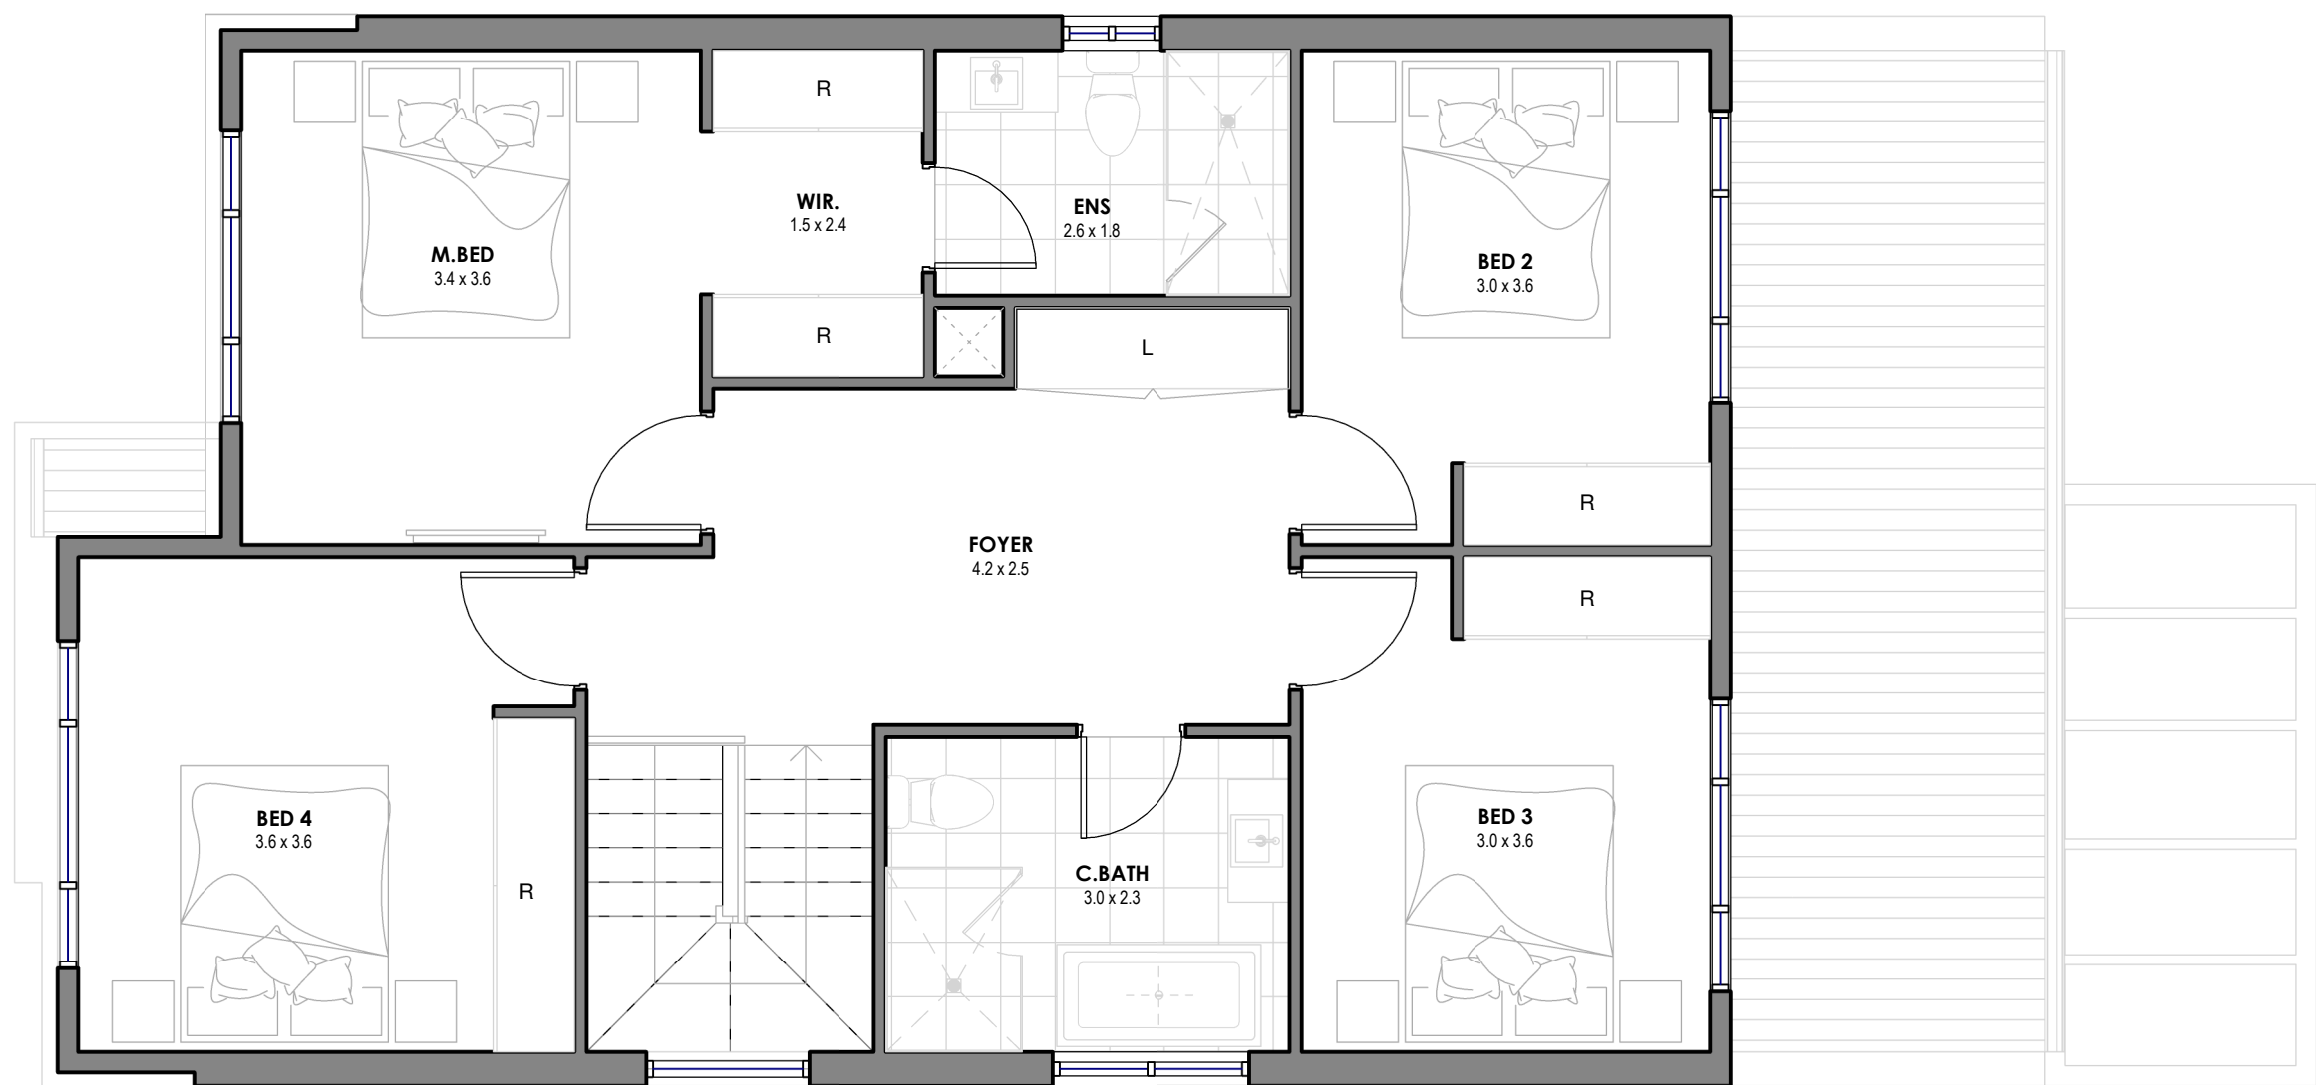 R
WIR.
1.5 x 2.4
R
ENS
2.6 x 1.8
M.BED
3.4 x 3.6
BED 2
3.0 x 3.6
L
R
FOYER
4.2 x 2.5
R
BED 4
3.6 x 3.6
R
C.BATH
3.0 x 2.3
BED 3
3.0 x 3.6